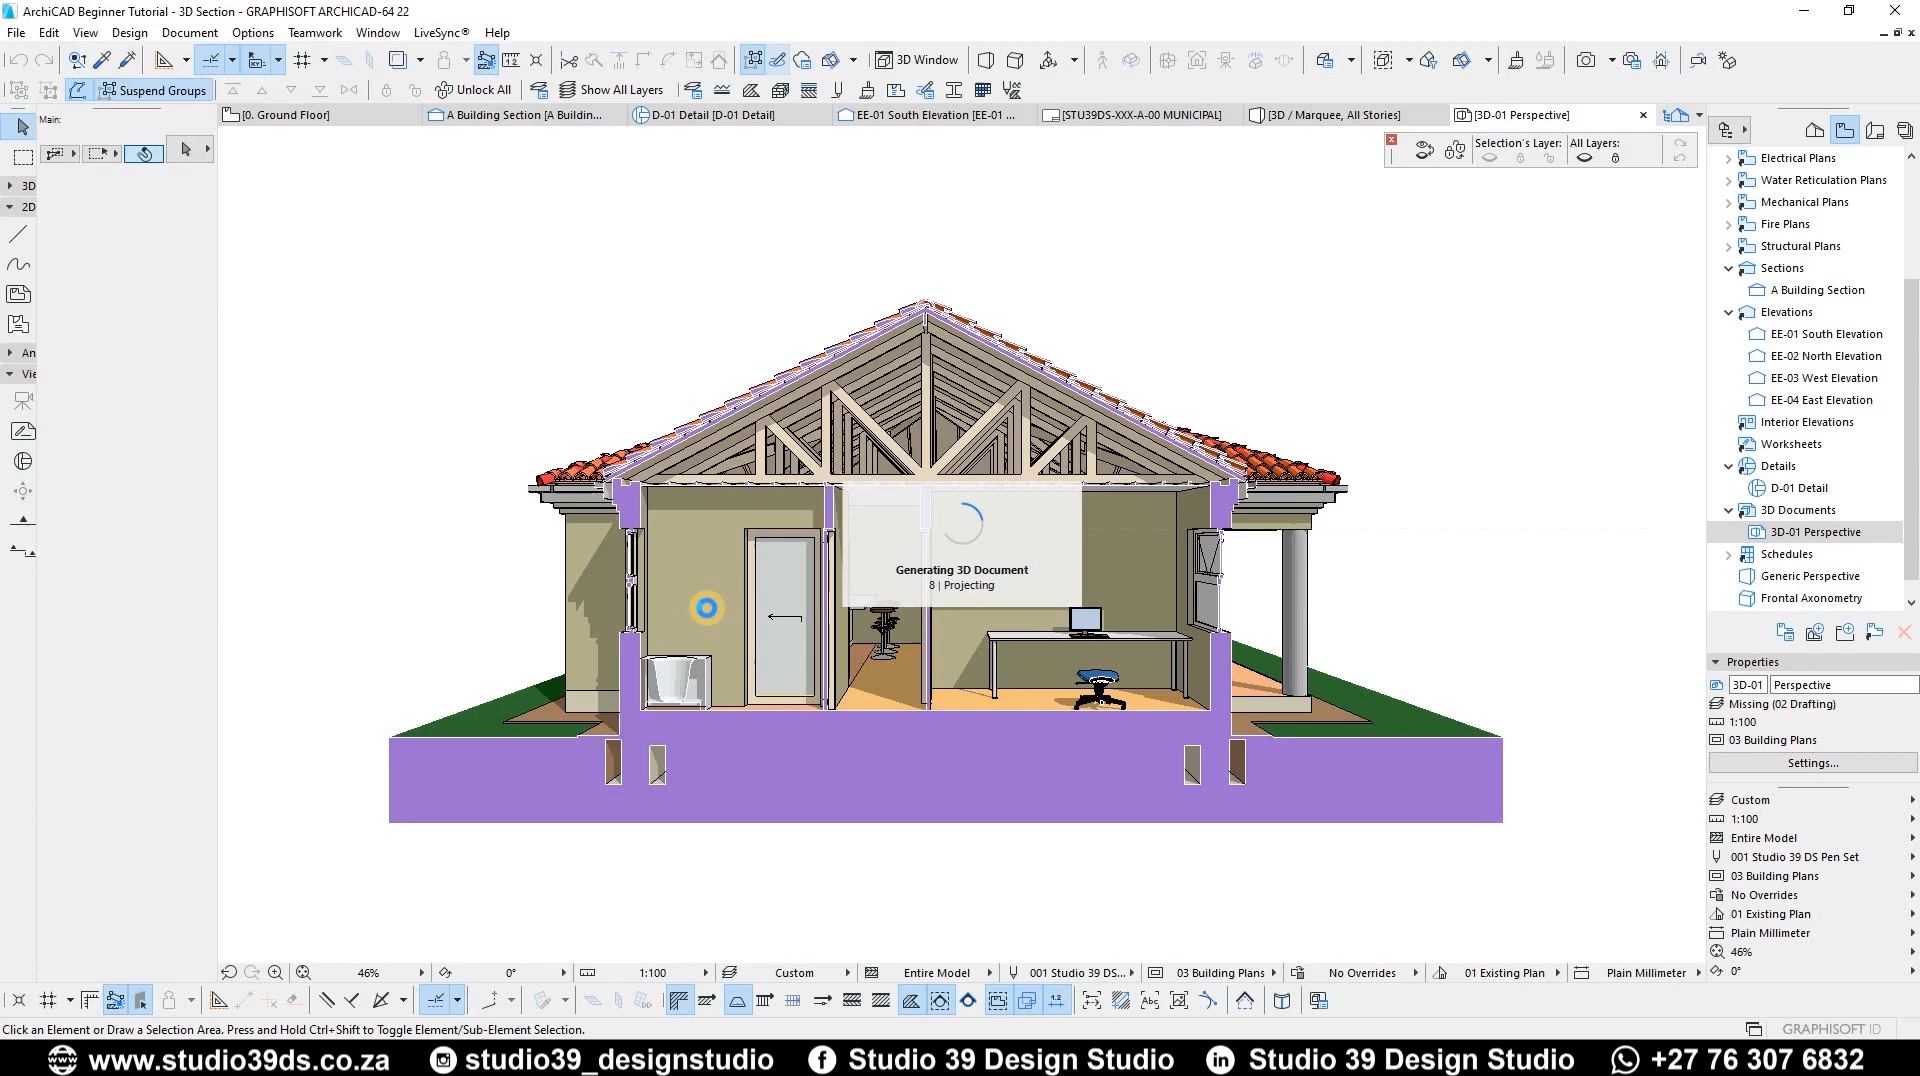 ArchiCAD Beginner Tutorial - 3D Section - GRAPHISOFT ARCHICAD-64 22
File Edit View Design Document Options Teamwork Window LiveSync® Help
3D Window
Suspend Groups Unlock All Show All Layers
[0. Ground Floor] A Building Section [A Buildin... D-01 Detail [D-01 Detail] EE-01 South Elevation [EE-01 ... [STU39DS-XXX-A-00 MUNICIPAL] [3D / Marquee, All Stories] [3D-01 Perspective]
Main:
3D
2D
An
Vie
Selection's Layer: All Layers:
Generating 3D Document
8 | Projecting
Electrical Plans
Water Reticulation Plans
Mechanical Plans
Fire Plans
Structural Plans
Sections
A Building Section
Elevations
EE-01 South Elevation
EE-02 North Elevation
EE-03 West Elevation
EE-04 East Elevation
Interior Elevations
Worksheets
Details
D-01 Detail
3D Documents
3D-01 Perspective
Schedules
Generic Perspective
Frontal Axonometry
Properties
3D-01 Perspective
Missing (02 Drafting)
1:100
03 Building Plans
Settings...
Custom
1:100
Entire Model
001 Studio 39 DS Pen Set
03 Building Plans
No Overrides
01 Existing Plan
Plain Millimeter
46%
0°
46% 0° 1:100 Custom Entire Model 001 Studio 39 DS... 03 Building Plans No Overrides 01 Existing Plan Plain Millimeter
Click an Element or Draw a Selection Area. Press and Hold Ctrl+Shift to Toggle Element/Sub-Element Selection.
GRAPHISOFT ID
www.studio39ds.co.za studio39_designstudio Studio 39 Design Studio Studio 39 Design Studio +27 76 307 6832